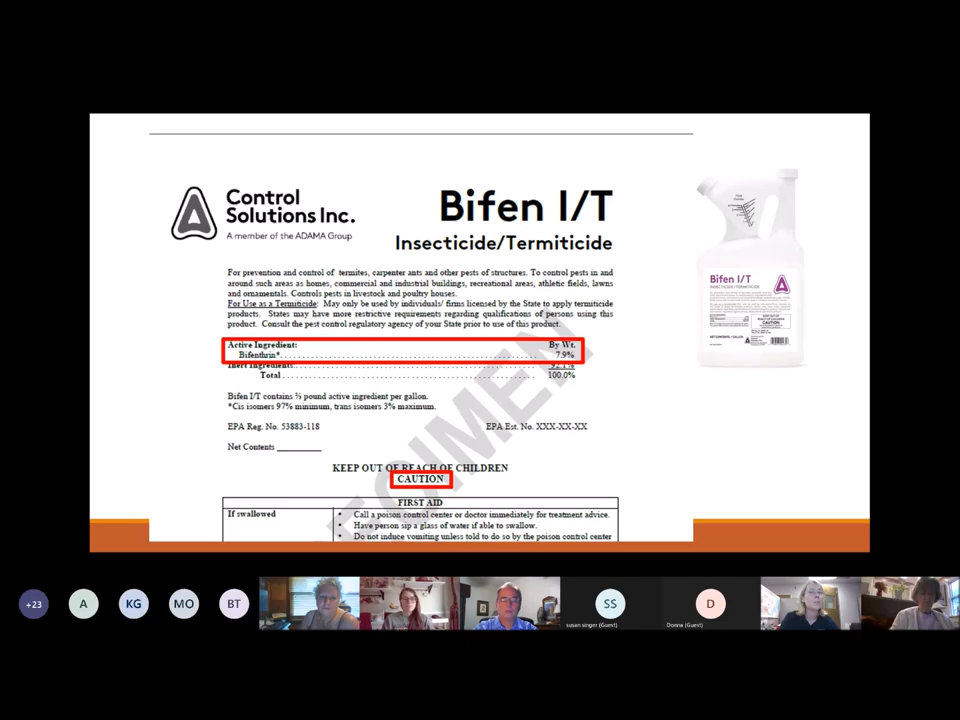 Control
Solutions Inc.
A member of the ADAMA Group
Bifen I/T
Insecticide/Termiticide
For prevention and control of termites, carpenter ants and other pests of structures. To control pests in and
around such areas as homes, commercial and industrial buildings, recreational areas, athletic fields, lawns
and ornamentals. Controls pests in livestock and poultry houses.
For Use as a Termiticide: May only be used by individuals/ firms licensed by the State to apply termiticide
products. States may have more restrictive requirements regarding qualifications of persons using this
product. Consult the pest control regulatory agency of your State prior to use of this product.
Active Ingredient: By Wt.
Bifenthrin* 7.9%
Inert Ingredients: 92.1%
Total 100.0%
Bifen I/T contains ⅔ pound active ingredient per gallon.
*Cis isomers 97% minimum, trans isomers 3% maximum.
EPA Reg. No. 53883-118 EPA Est. No. XXX-XX-XX
Net Contents
KEEP OUT OF REACH OF CHILDREN
CAUTION
FIRST AID
If swallowed
• Call a poison control center or doctor immediately for treatment advice.
• Have person sip a glass of water if able to swallow.
• Do not induce vomiting unless told to do so by the poison control center
Bifen I/T
INSECTICIDE/TERMITICIDE
CAUTION
+23
A
KG
MO
BT
SS
susan singer (Guest)
D
Donna (Guest)